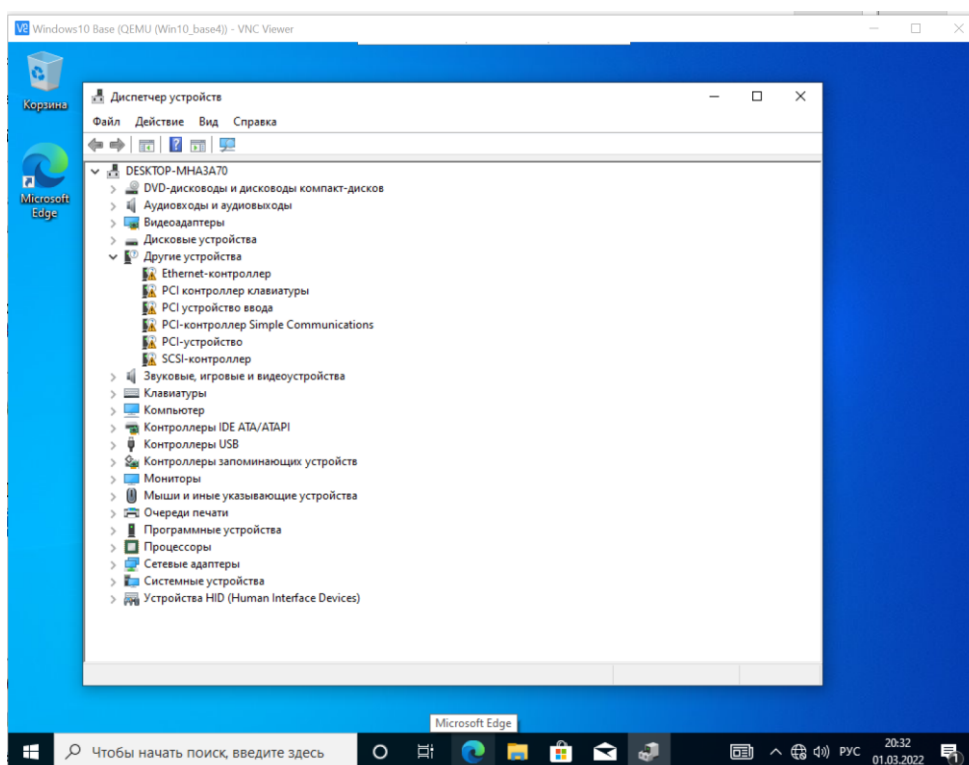 Windows10 Base (QEMU (Win10_base4)) - VNC Viewer
Корзина
Microsoft
Edge
Диспетчер устройств
Файл Действие Вид Справка
DESKTOP-MHA3A70
DVD-дисководы и дисководы компакт-дисков
Аудиовходы и аудиовыходы
Видеоадаптеры
Дисковые устройства
Другие устройства
Ethernet-контроллер
PCI контроллер клавиатуры
PCI устройство ввода
PCI-контроллер Simple Communications
PCI-устройство
SCSI-контроллер
Звуковые, игровые и видеоустройства
Клавиатуры
Компьютер
Контроллеры IDE ATA/ATAPI
Контроллеры USB
Контроллеры запоминающих устройств
Мониторы
Мыши и иные указывающие устройства
Очереди печати
Программные устройства
Процессоры
Сетевые адаптеры
Системные устройства
Устройства HID (Human Interface Devices)
Microsoft Edge
Чтобы начать поиск, введите здесь
РУС
20:32
01.03.2022
1